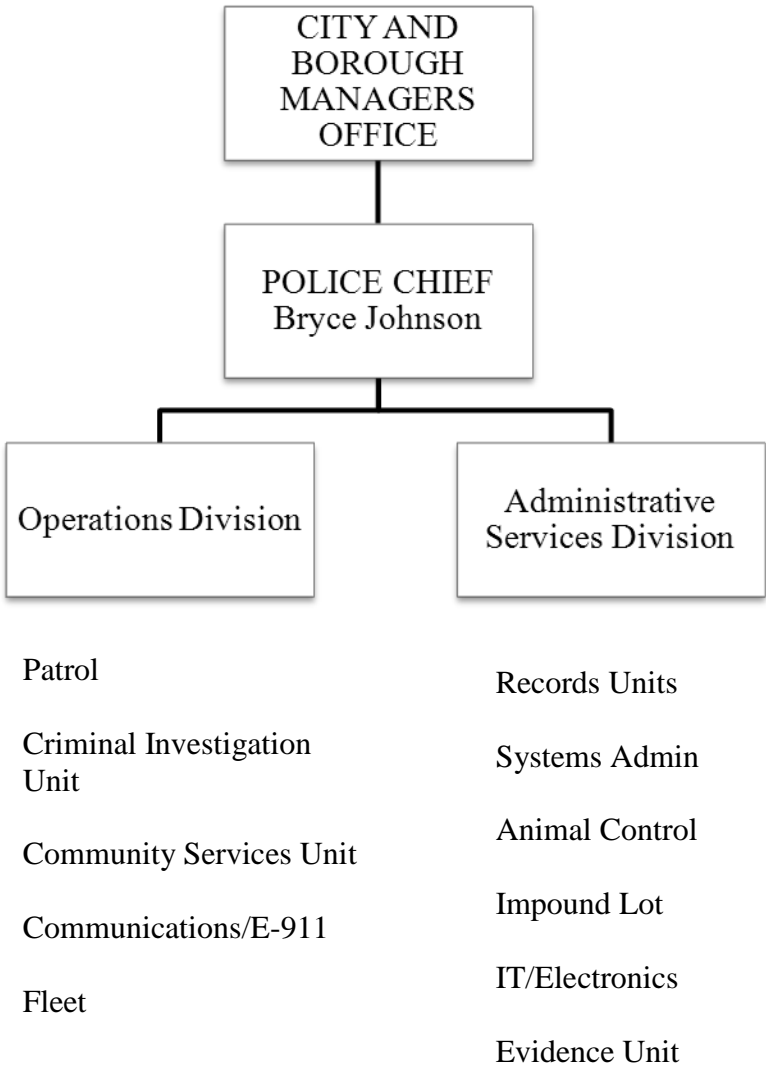 CITY AND
BOROUGH
MANAGERS
OFFICE
POLICE CHIEF
Bryce Johnson
Operations Division
Administrative
Services Division
Patrol
Criminal Investigation
Unit
Community Services Unit
Communications/E-911
Fleet
Records Units
Systems Admin
Animal Control
Impound Lot
IT/Electronics
Evidence Unit